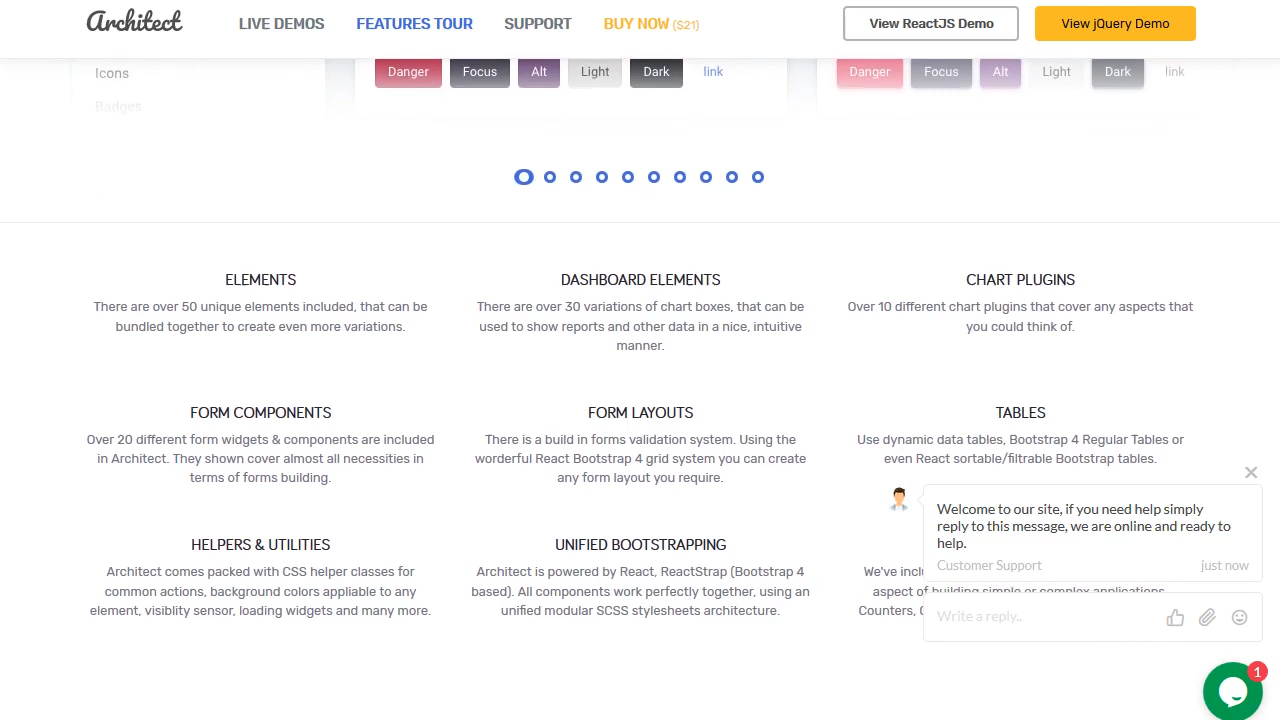 Architect
LIVE DEMOS
FEATURES TOUR
SUPPORT
BUY NOW ($21)
View ReactJS Demo
View jQuery Demo
Icons
Badges
Danger
Focus
Alt
Light
Dark
link
Danger
Focus
Alt
Light
Dark
link
ELEMENTS
There are over 50 unique elements included, that can be
bundled together to create even more variations.
DASHBOARD ELEMENTS
There are over 30 variations of chart boxes, that can be
used to show reports and other data in a nice, intuitive
manner.
CHART PLUGINS
Over 10 different chart plugins that cover any aspects that
you could think of.
FORM COMPONENTS
Over 20 different form widgets & components are included
in Architect. They shown cover almost all necessities in
terms of forms building.
FORM LAYOUTS
There is a build in forms validation system. Using the
worderful React Bootstrap 4 grid system you can create
any form layout you require.
TABLES
Use dynamic data tables, Bootstrap 4 Regular Tables or
even React sortable/filtrable Bootstrap tables.
HELPERS & UTILITIES
Architect comes packed with CSS helper classes for
common actions, background colors appliable to any
element, visiblity sensor, loading widgets and many more.
UNIFIED BOOTSTRAPPING
Architect is powered by React, ReactStrap (Bootstrap 4
based). All components work perfectly together, using an
unified modular SCSS stylesheets architecture.
We've
aspect of building simple or complex applications.
Counters,
Welcome to our site, if you need help simply
reply to this message, we are online and ready to
help.
Customer Support
just now
Write a reply..
1